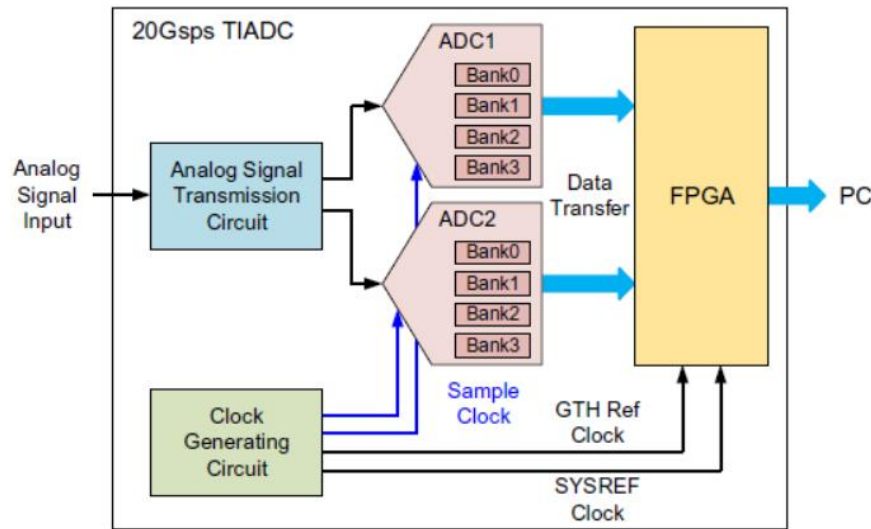 20Gsps TIADC
Analog
Signal
Input
Analog Signal
Transmission
Circuit
ADC1
Bank0
Bank1
Bank2
Bank3
ADC2
Bank0
Bank1
Bank2
Bank3
Data
Transfer
FPGA
PC
Clock
Generating
Circuit
Sample
Clock
GTH Ref
Clock
SYSREF
Clock